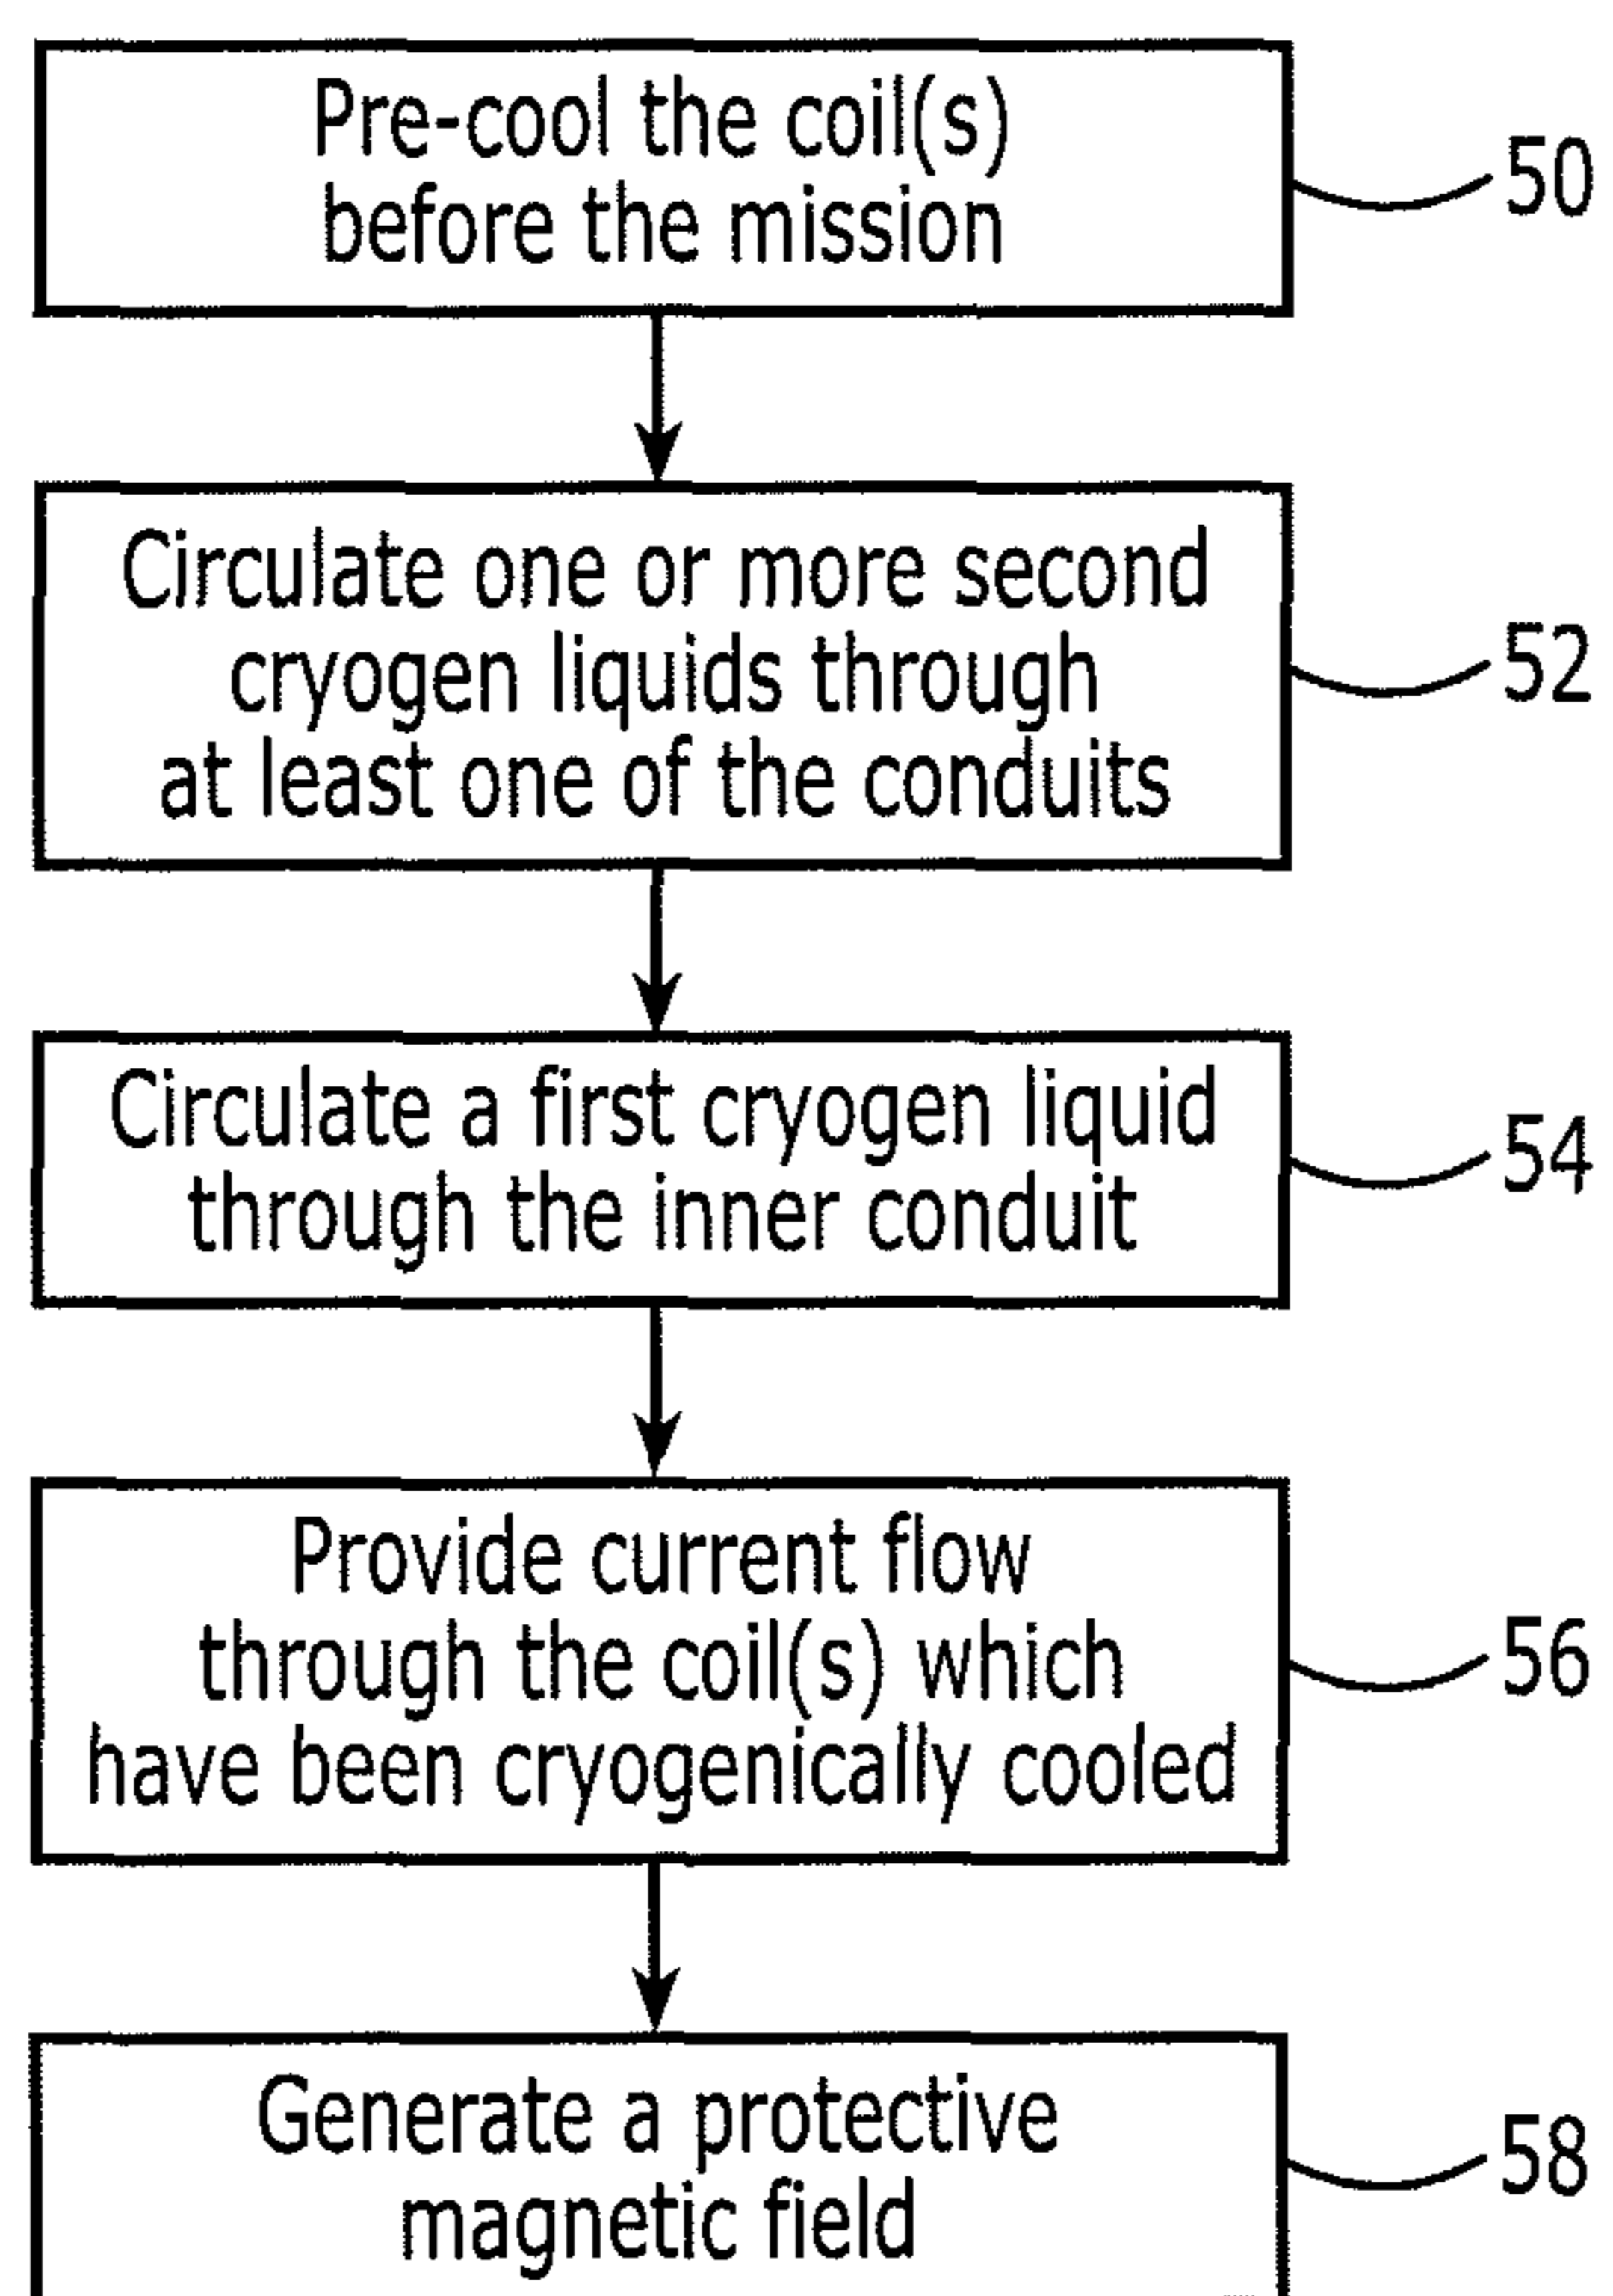 Pre-cool the coil(s)
before the mission
50
Circulate one or more second
cryogen liquids through
at least one of the conduits
52
Circulate a first cryogen liquid
through the inner conduit
54
Provide current flow
through the coil(s) which
have been cryogenically cooled
56
Generate a protective
magnetic field
58